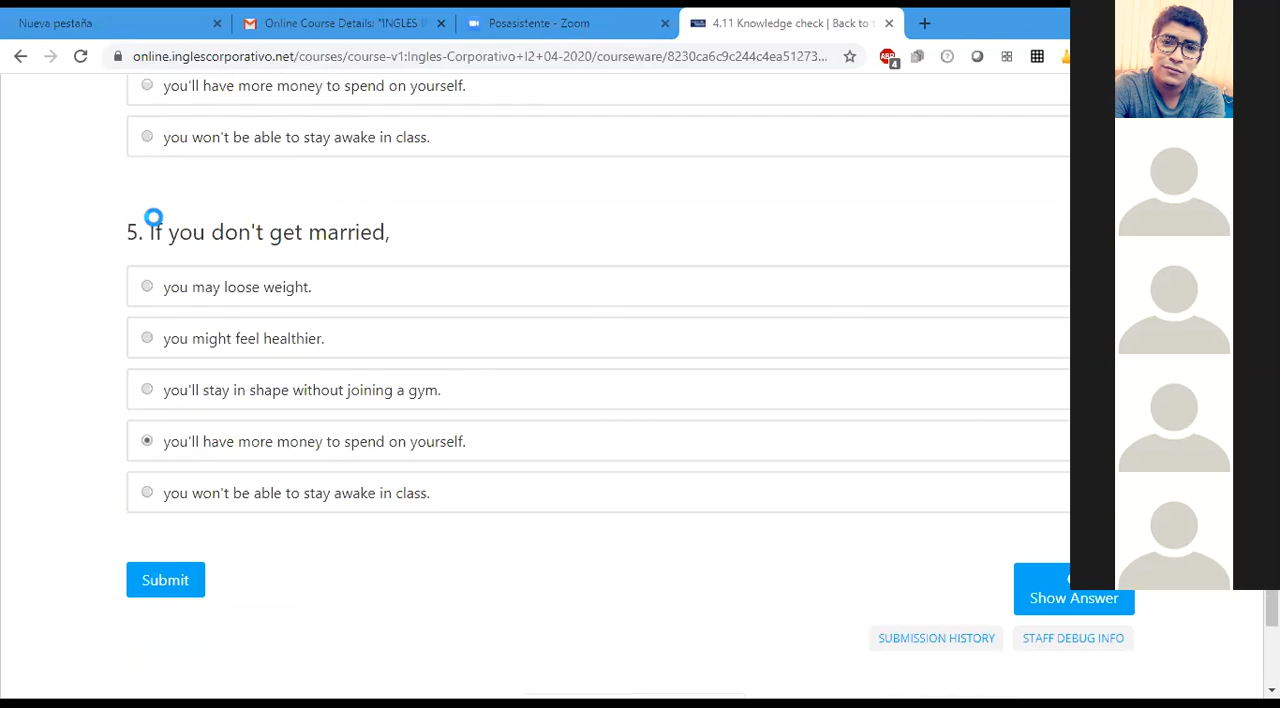 Nueva pestaña
Online Course Details: "INGLES I
Posasistente - Zoom
4.11 Knowledge check | Back to
online.inglescorporativo.net/courses/course-v1:Ingles-
04-2020/courseware/8230ca6c9c244c4ea51273...
4
you'll have more money to spend on yourself.
you won't be able to stay awake in class.
5. If you don't get married,
you may loose weight.
you might feel healthier.
you'll stay in shape without joining a gym.
you'll have more money to spend on yourself.
you won't be able to stay awake in class.
Submit
Show Answer
SUBMISSION HISTORY
STAFF DEBUG INFO